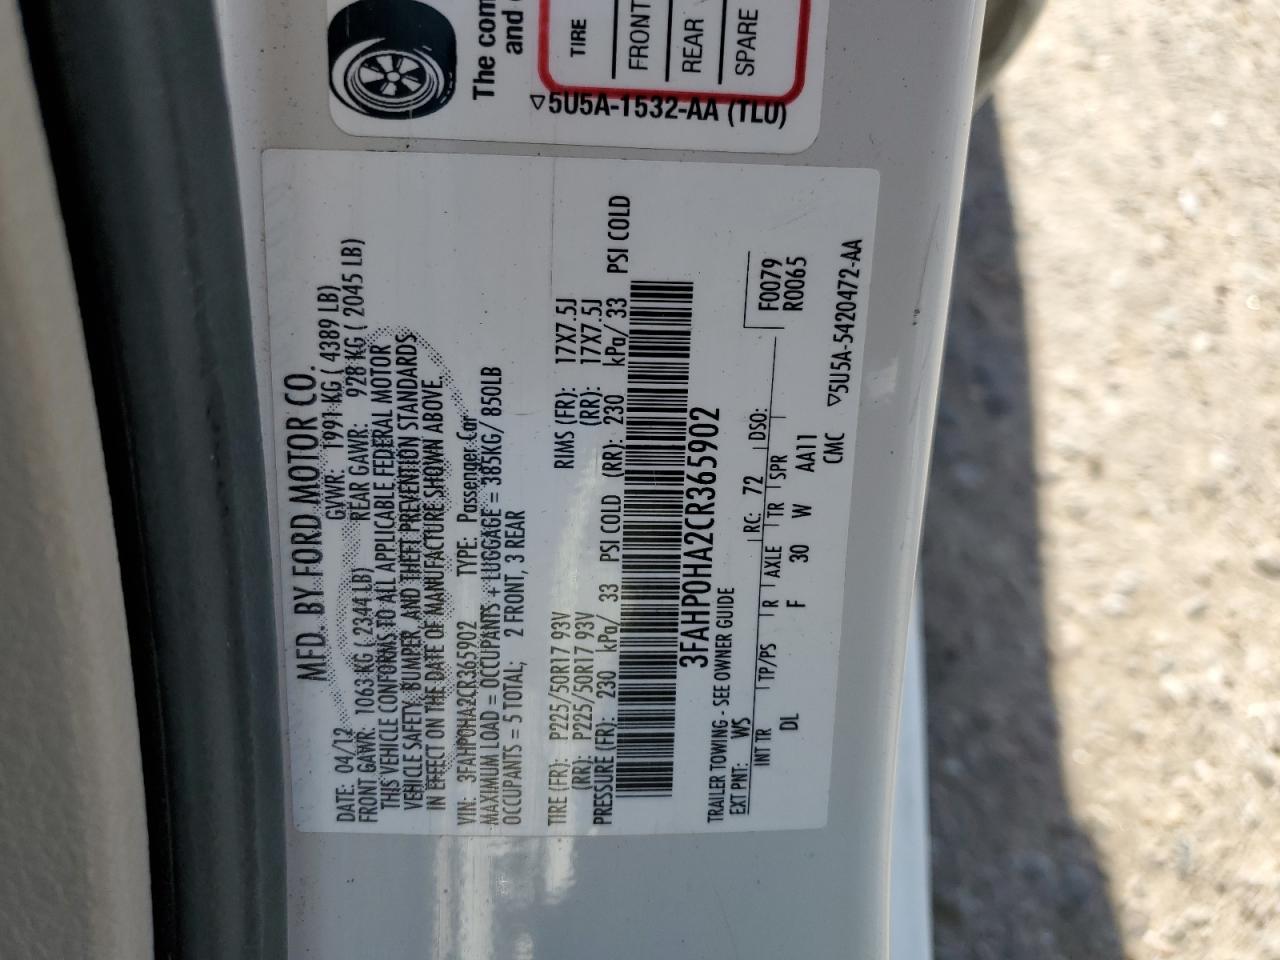 The com
and
TIRE
FRONT
REAR
SPARE
▽5U5A-1532-AA (TLU)
MFD. BY FORD MOTOR CO.
DATE: 04/12 GVWR: 1991 KG ( 4389 LB)
FRONT GAWR: 1063 KG ( 2344 LB) REAR GAWR: 928 KG ( 2045 LB)
THIS VEHICLE CONFORMS TO ALL APPLICABLE FEDERAL MOTOR
VEHICLE SAFETY, BUMPER, AND THEFT PREVENTION STANDARDS
IN EFFECT ON THE DATE OF MANUFACTURE SHOWN ABOVE.
VIN: 3FAHP0HA2CR365902 TYPE: Passenger Car
MAXIMUM LOAD = OCCUPANTS + LUGGAGE = 385KG/ 850LB
OCCUPANTS = 5 TOTAL; 2 FRONT, 3 REAR
TIRE (FR): P225/50R17 93V RIMS (FR): 17X7.5J
(RR): P225/50R17 93V (RR): 17X7.5J
PRESSURE (FR): 230 kPa/ 33 PSI COLD (RR): 230 kPa/ 33 PSI COLD
3FAHP0HA2CR365902
TRAILER TOWING - SEE OWNER GUIDE
EXT PNT: WS RC: 72 DSO: F0079
R0065
INT TR TP/PS R AXLE TR SPR
DL F 30 W AA11
CMC ▽5U5A-5420472-AA